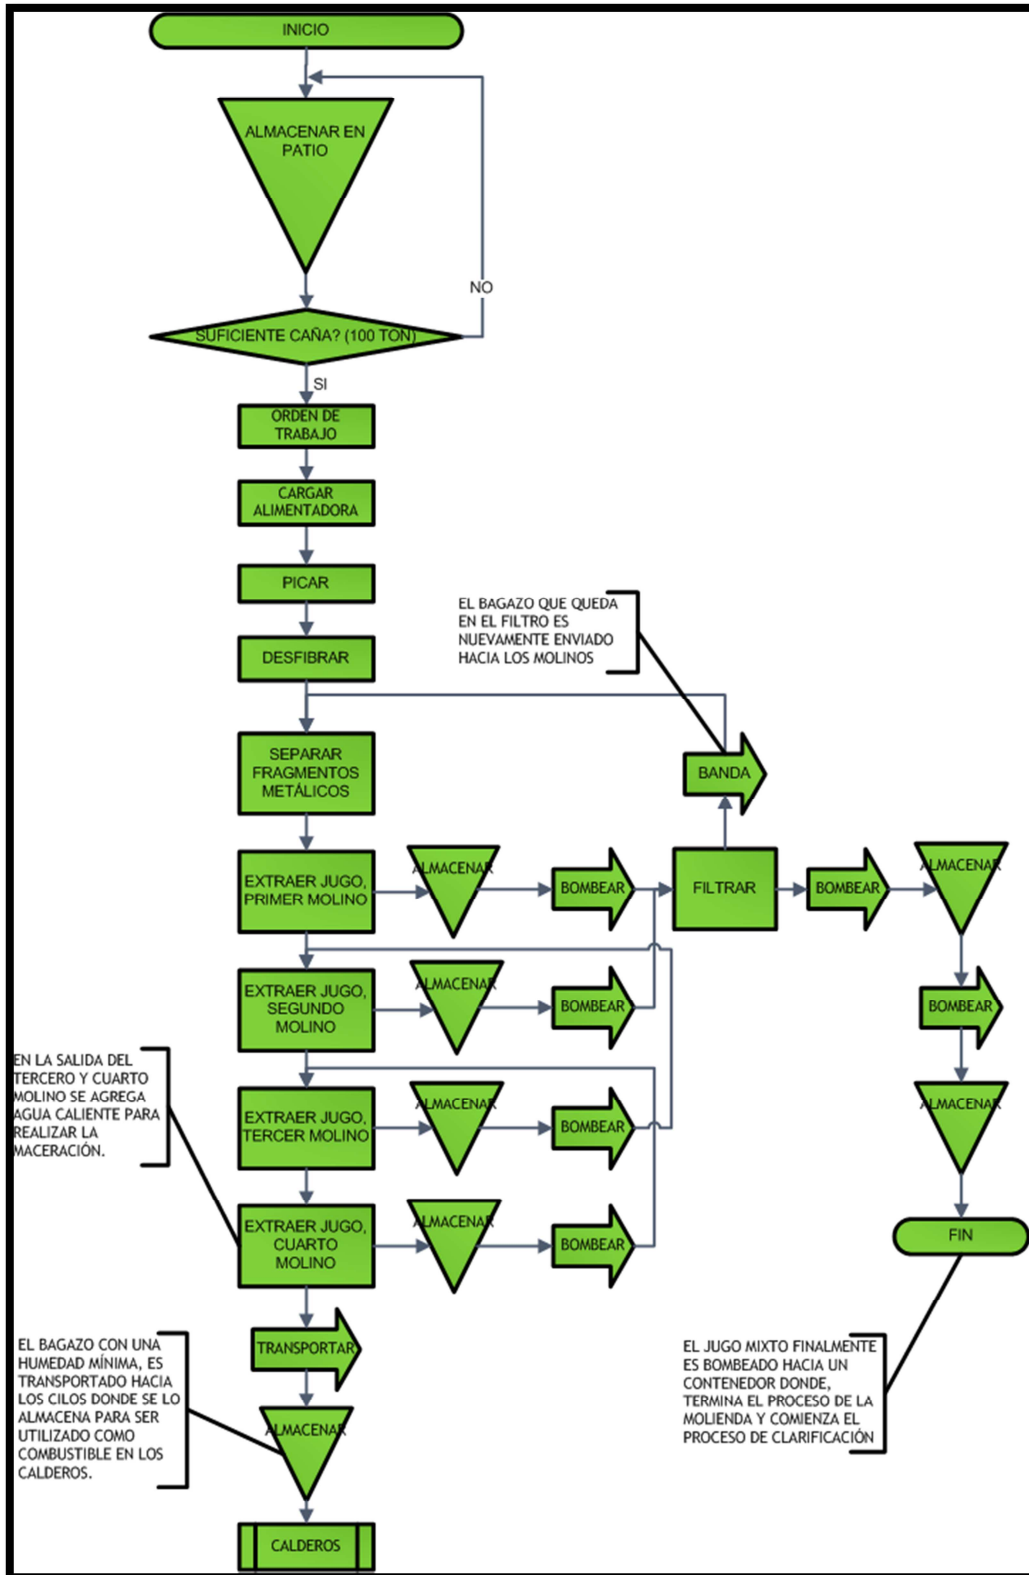 INICIO
ALMACENAR EN
PATIO
NO
SUFICIENTE CAÑA? (100 TON)
SI
ORDEN DE
TRABAJO
CARGAR
ALIMENTADORA
PICAR
DESFIBRAR
EL BAGAZO QUE QUEDA
EN EL FILTRO ES
NUEVAMENTE ENVIADO
HACIA LOS MOLINOS
SEPARAR
FRAGMENTOS
METÁLICOS
BANDA
EXTRAER JUGO,
PRIMER MOLINO
ALMACENAR
BOMBEAR
FILTRAR
BOMBEAR
ALMACENAR
EXTRAER JUGO,
SEGUNDO
MOLINO
ALMACENAR
BOMBEAR
BOMBEAR
EN LA SALIDA DEL
TERCERO Y CUARTO
MOLINO SE AGREGA
AGUA CALIENTE PARA
REALIZAR LA
MACERACIÓN.
EXTRAER JUGO,
TERCER MOLINO
ALMACENAR
BOMBEAR
ALMACENAR
EXTRAER JUGO,
CUARTO
MOLINO
ALMACENAR
BOMBEAR
FIN
TRANSPORTAR
EL BAGAZO CON UNA
HUMEDAD MÍNIMA, ES
TRANSPORTADO HACIA
LOS CILOS DONDE SE LO
ALMACENA PARA SER
UTILIZADO COMO
COMBUSTIBLE EN LOS
CALDEROS.
ALMACENAR
EL JUGO MIXTO FINALMENTE
ES BOMBEADO HACIA UN
CONTENEDOR DONDE,
TERMINA EL PROCESO DE LA
MOLIENDA Y COMIENZA EL
PROCESO DE CLARIFICACIÓN
CALDEROS